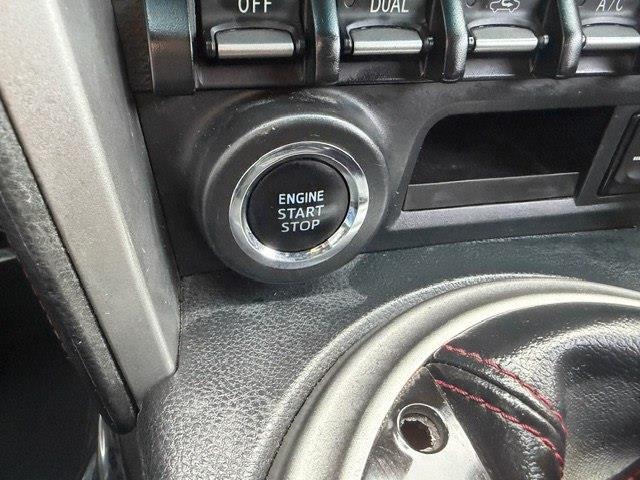 OFF DUAL A/C
ENGINE
START
STOP